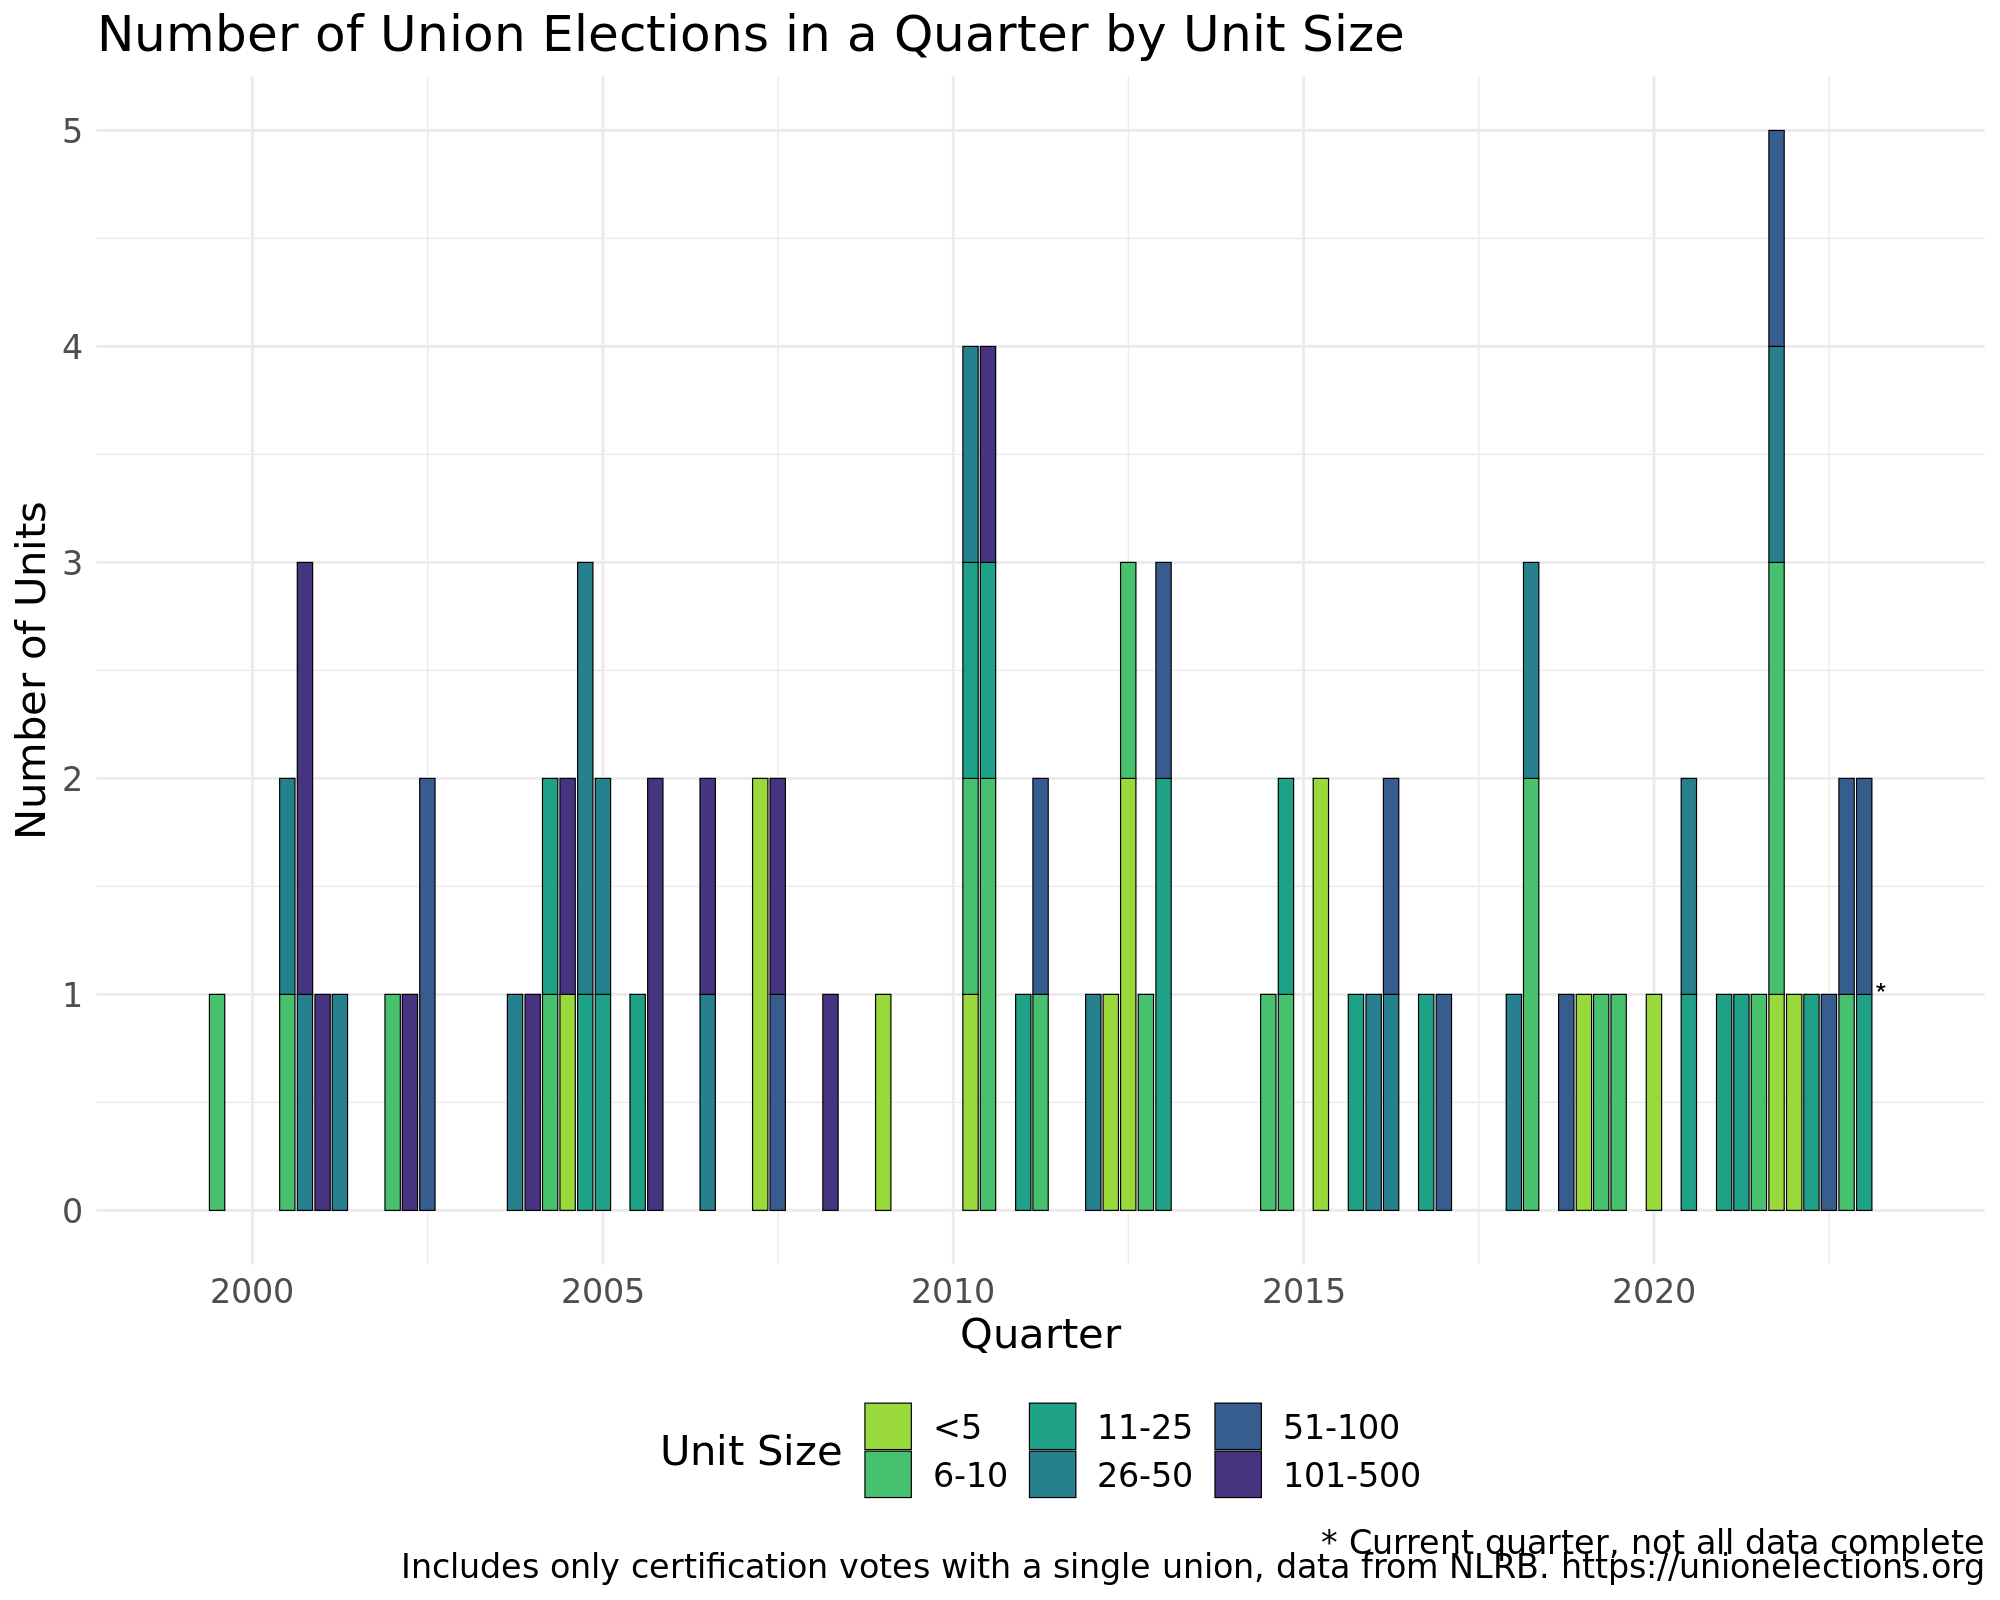 Number of Union Elections in a Quarter by Unit Size
Number of Units
5
4
3
2
1
0
*
2000 2005 2010 2015 2020
Quarter
Unit Size
<5 11-25 51-100
6-10 26-50 101-500
* Current quarter, not all data complete
Includes only certification votes with a single union, data from NLRB. https://unionelections.org